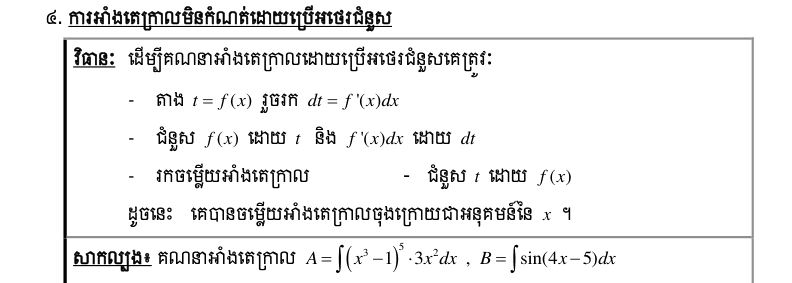 ៤. ការអាំងតេក្រាលមិនកំណត់ដោយប្រើអថេរជំនួស
វិធាន: ដើម្បីគណនាអាំងតេក្រាលដោយប្រើអថេរជំនួសគេត្រូវ:
- តាង t = f(x) រួចរក dt = f '(x)dx
- ជំនួស f(x) ដោយ t និង f '(x)dx ដោយ dt
- រកចម្លើយអាំងតេក្រាល - ជំនួស t ដោយ f(x)
ដូចនេះ គេបានចម្លើយអាំងតេក្រាលចុងក្រោយជាអនុគមន៍នៃ x ។
សាកល្បង៖ គណនាអាំងតេក្រាល A = ∫(x³ −1)⁵ ·3x²dx , B = ∫sin(4x−5)dx